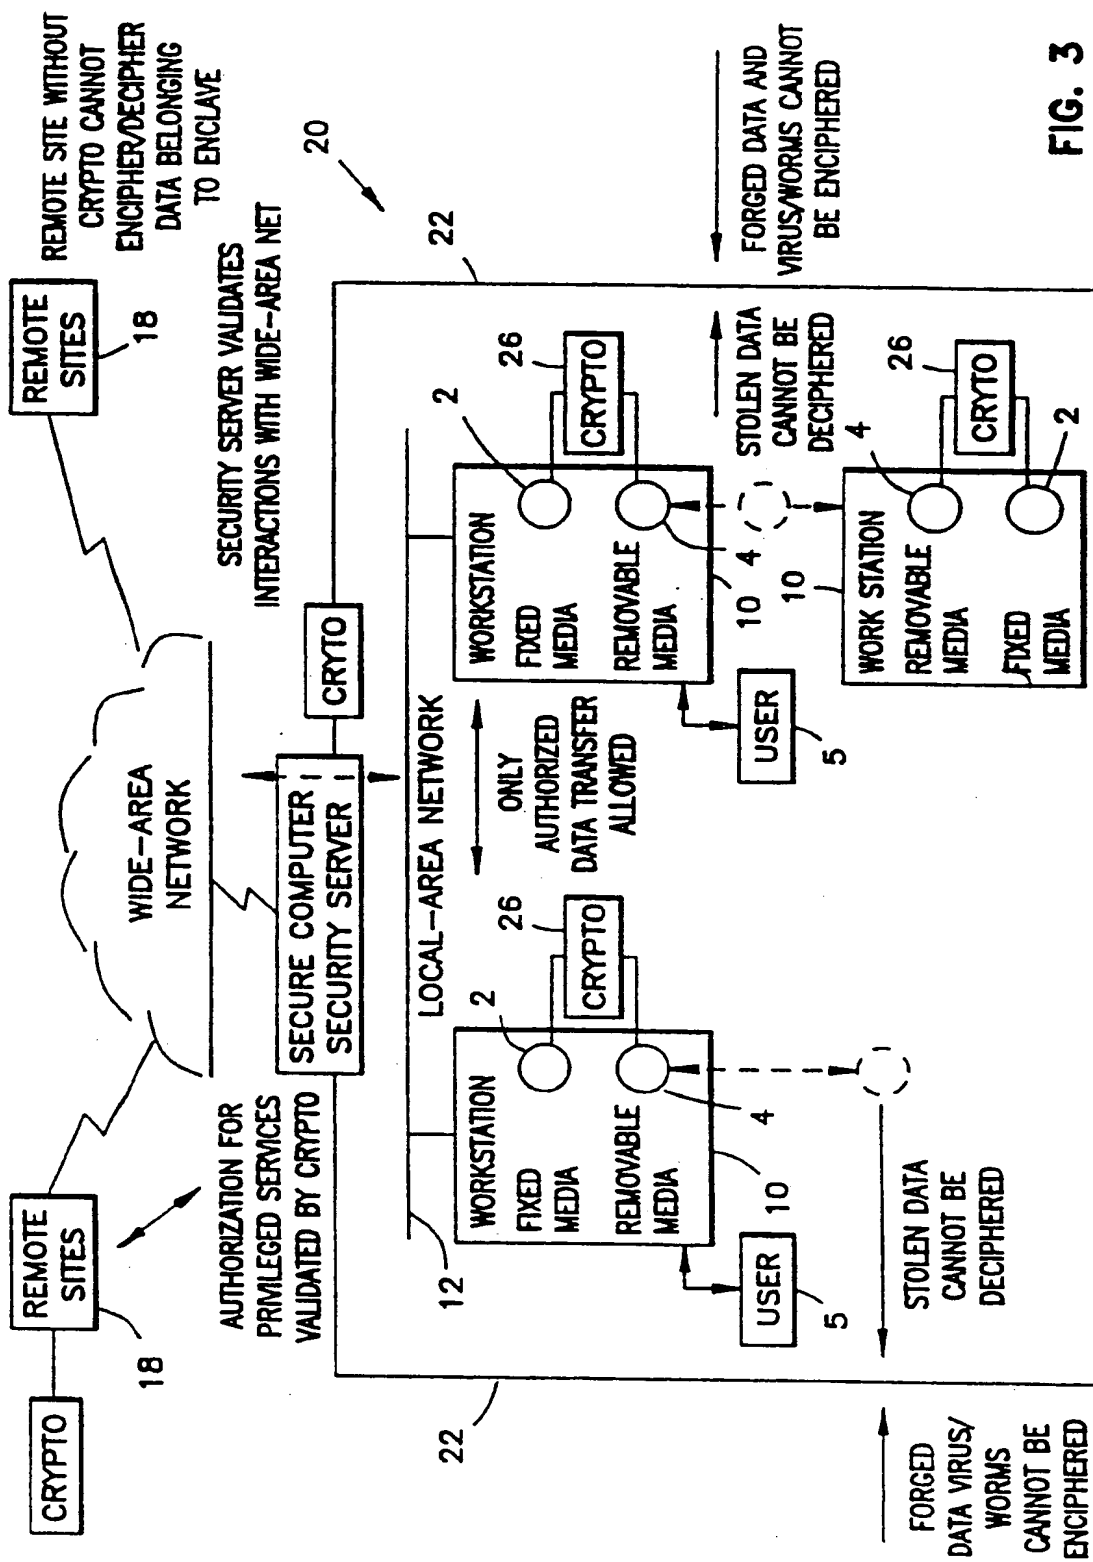 CRYPTO
REMOTE
SITES
18
REMOTE
SITES
18
REMOTE SITE WITHOUT
CRYPTO CANNOT
ENCIPHER/DECIPHER
DATA BELONGING
TO ENCLAVE
WIDE-AREA
NETWORK
AUTHORIZATION FOR
PRIVILEGED SERVICES
VALIDATED BY CRYPTO
SECURITY SERVER VALIDATES
INTERACTIONS WITH WIDE-AREA NET
20
SECURE COMPUTER
SECURITY SERVER
CRYTO
22
22
LOCAL-AREA NETWORK
12
WORKSTATION
FIXED
MEDIA
REMOVABLE
MEDIA
2
26
CRYPTO
4
10
USER
5
ONLY
AUTHORIZED
DATA TRANSFER
ALLOWED
WORKSTATION
FIXED
MEDIA
REMOVABLE
MEDIA
2
26
CRYPTO
4
10
USER
5
STOLEN DATA
CANNOT BE
DECIPHERED
FORGED DATA AND
VIRUS/WORMS CANNOT
BE ENCIPHERED
10
WORK STATION
REMOVABLE
MEDIA
FIXED
MEDIA
4
26
CRYTO
2
STOLEN DATA
CANNOT BE
DECIPHERED
FORGED
DATA VIRUS/
WORMS
CANNOT BE
ENCIPHERED
FIG. 3